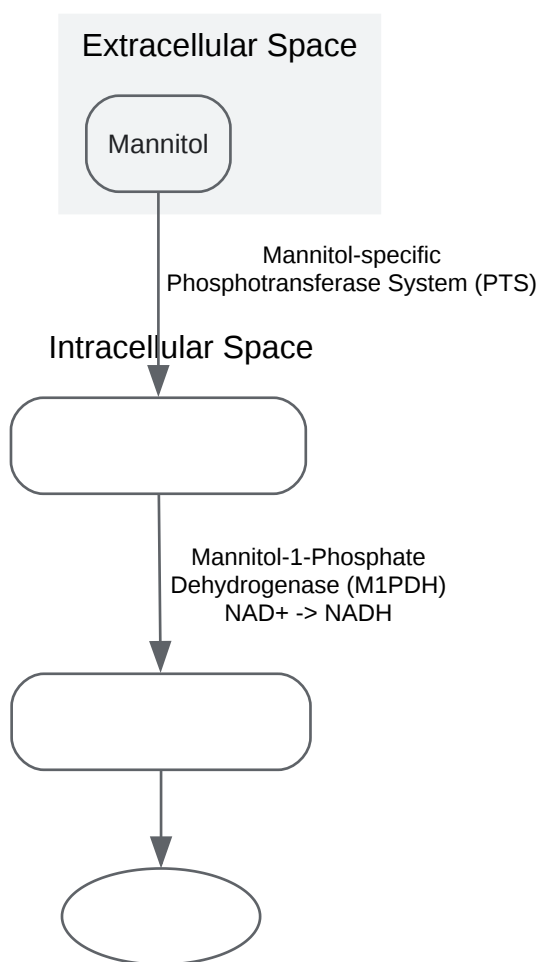 Extracellular Space
Mannitol
Mannitol-specific
Phosphotransferase System (PTS)
Intracellular Space
Mannitol-1-Phosphate
Dehydrogenase (M1PDH)
NAD+ -> NADH